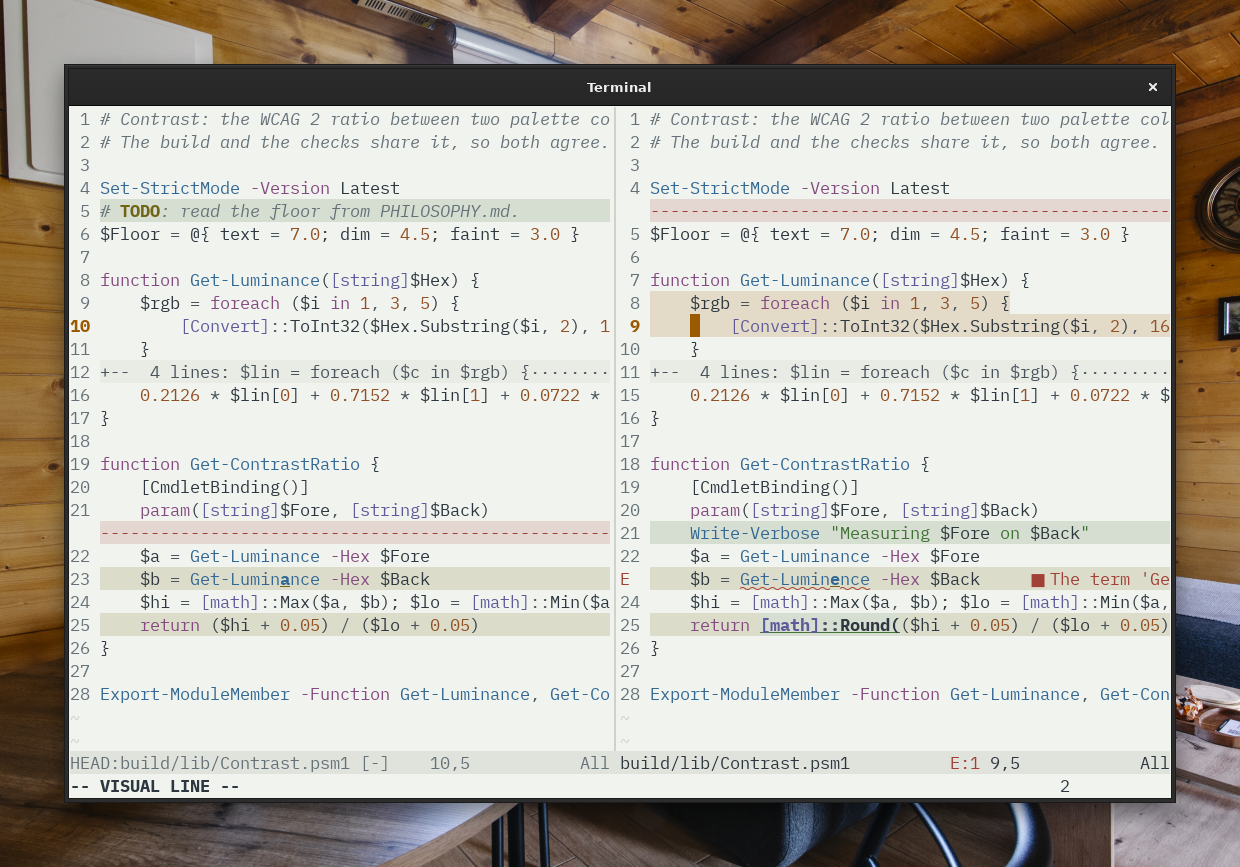 Terminal ×
1 # Contrast: the WCAG 2 ratio between two palette co
2 # The build and the checks share it, so both agree.
3
4 Set-StrictMode -Version Latest
5 # TODO: read the floor from PHILOSOPHY.md.
6 $Floor = @{ text = 7.0; dim = 4.5; faint = 3.0 }
7
8 function Get-Luminance([string]$Hex) {
9     $rgb = foreach ($i in 1, 3, 5) {
10         [Convert]::ToInt32($Hex.Substring($i, 2), 1
11     }
12 +--  4 lines: $lin = foreach ($c in $rgb) {········
16     0.2126 * $lin[0] + 0.7152 * $lin[1] + 0.0722 *
17 }
18
19 function Get-ContrastRatio {
20     [CmdletBinding()]
21     param([string]$Fore, [string]$Back)
---------------------------------------------------
22     $a = Get-Luminance -Hex $Fore
23     $b = Get-Luminance -Hex $Back
24     $hi = [math]::Max($a, $b); $lo = [math]::Min($a
25     return ($hi + 0.05) / ($lo + 0.05)
26 }
27
28 Export-ModuleMember -Function Get-Luminance, Get-Co
~
~
HEAD:build/lib/Contrast.psm1 [-]    10,5           All
1 # Contrast: the WCAG 2 ratio between two palette col
2 # The build and the checks share it, so both agree.
3
4 Set-StrictMode -Version Latest
----------------------------------------------------
5 $Floor = @{ text = 7.0; dim = 4.5; faint = 3.0 }
6
7 function Get-Luminance([string]$Hex) {
8     $rgb = foreach ($i in 1, 3, 5) {
9         [Convert]::ToInt32($Hex.Substring($i, 2), 16
10     }
11 +--  4 lines: $lin = foreach ($c in $rgb) {·········
15     0.2126 * $lin[0] + 0.7152 * $lin[1] + 0.0722 * $
16 }
17
18 function Get-ContrastRatio {
19     [CmdletBinding()]
20     param([string]$Fore, [string]$Back)
21     Write-Verbose "Measuring $Fore on $Back"
22     $a = Get-Luminance -Hex $Fore
E     $b = Get-Luminence -Hex $Back     ■ The term 'Ge
24     $hi = [math]::Max($a, $b); $lo = [math]::Min($a,
25     return [math]::Round(($hi + 0.05) / ($lo + 0.05)
26 }
27
28 Export-ModuleMember -Function Get-Luminance, Get-Con
~
~
build/lib/Contrast.psm1          E:1 9,5            All
-- VISUAL LINE --                                                                                  2